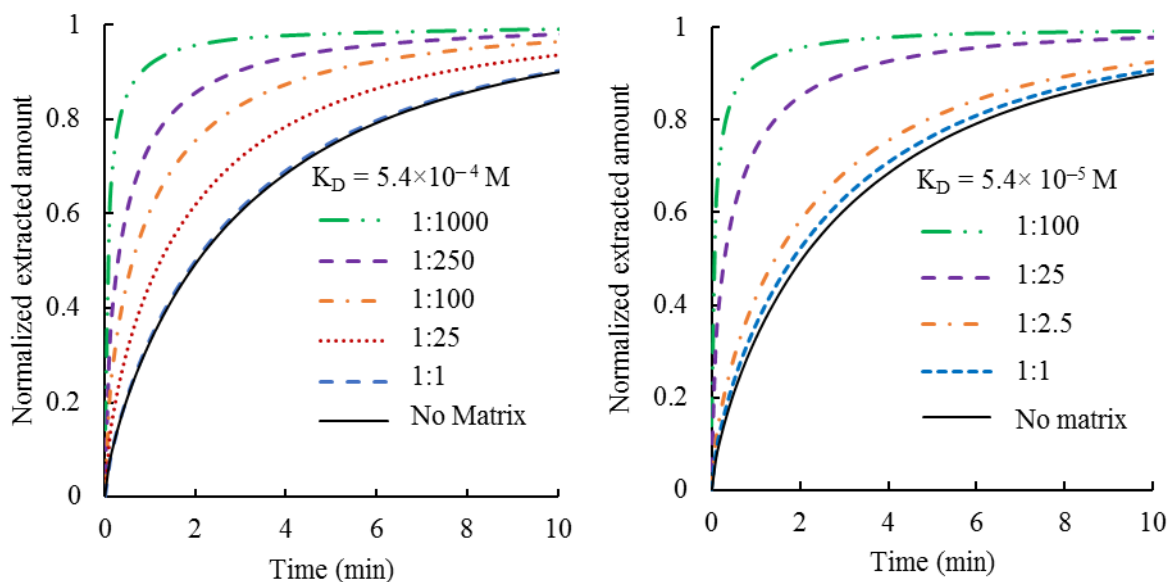 Normalized extracted amount
1
0.8
0.6
0.4
0.2
0
K_D = 5.4×10⁻⁴ M
1:1000
1:250
1:100
1:25
1:1
No Matrix
0 2 4 6 8 10
Time (min)
Normalized extracted amount
1
0.8
0.6
0.4
0.2
0
K_D = 5.4× 10⁻⁵ M
1:100
1:25
1:2.5
1:1
No matrix
0 2 4 6 8 10
Time (min)